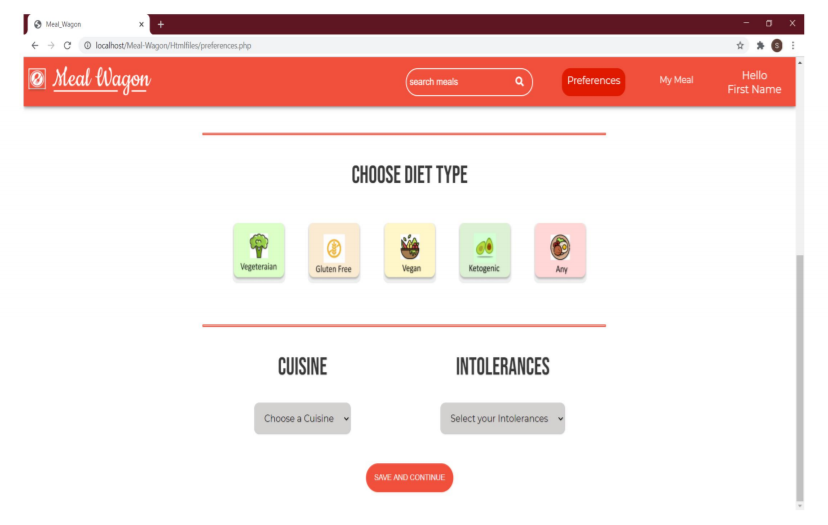 Meal_Wagon
localhost/Meal-Wagon/Htmlfiles/preferences.php
S
Meal Wagon
search meals
Preferences
My Meal
Hello
First Name
CHOOSE DIET TYPE
Vegeteraian
Gluten Free
Vegan
Ketogenic
Any
CUISINE
INTOLERANCES
Choose a Cuisine
Select your Intolerances
SAVE AND CONTINUE